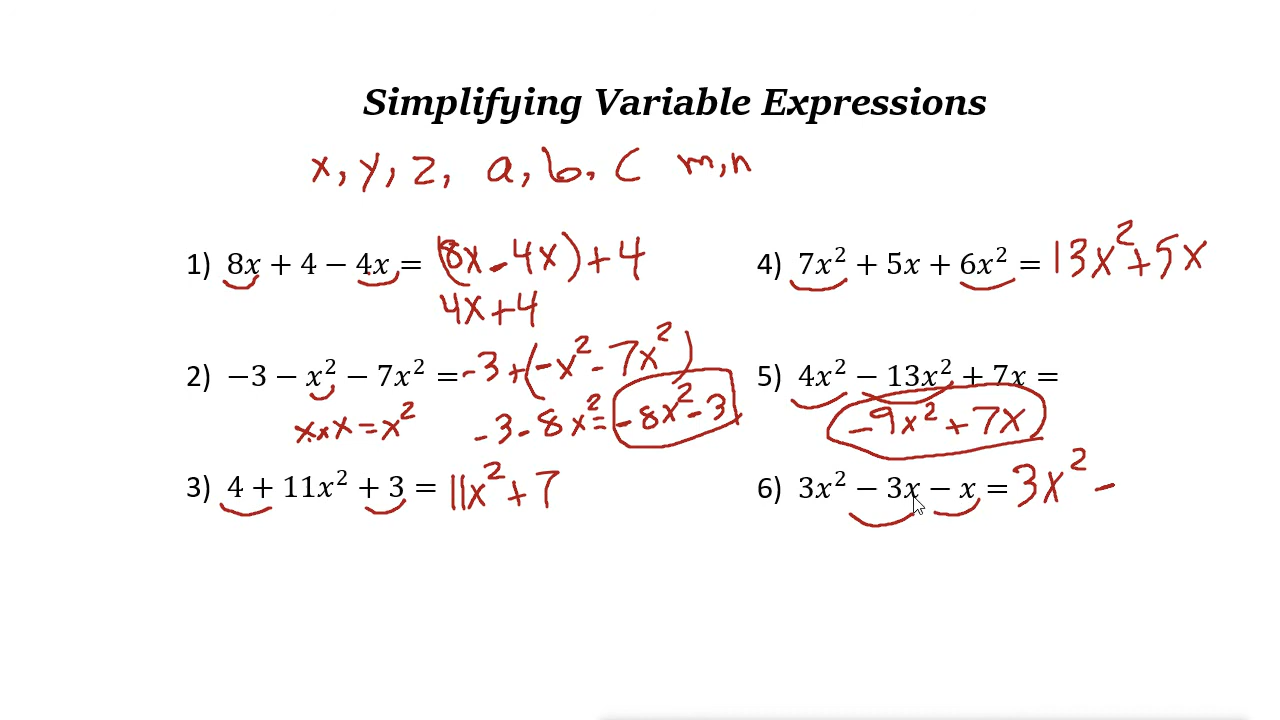 Simplifying Variable Expressions
x, y, z, a, b, c m, n
1) 8x + 4 − 4x = (8x - 4x) + 4
4x + 4
2) −3 − x² − 7x² = -3 + (-x² - 7x²)
x·x = x²
-3 - 8x² = -8x² - 3
3) 4 + 11x² + 3 = 11x² + 7
4) 7x² + 5x + 6x² = 13x² + 5x
5) 4x² − 13x² + 7x =
-9x² + 7x
6) 3x² − 3x − x = 3x² -